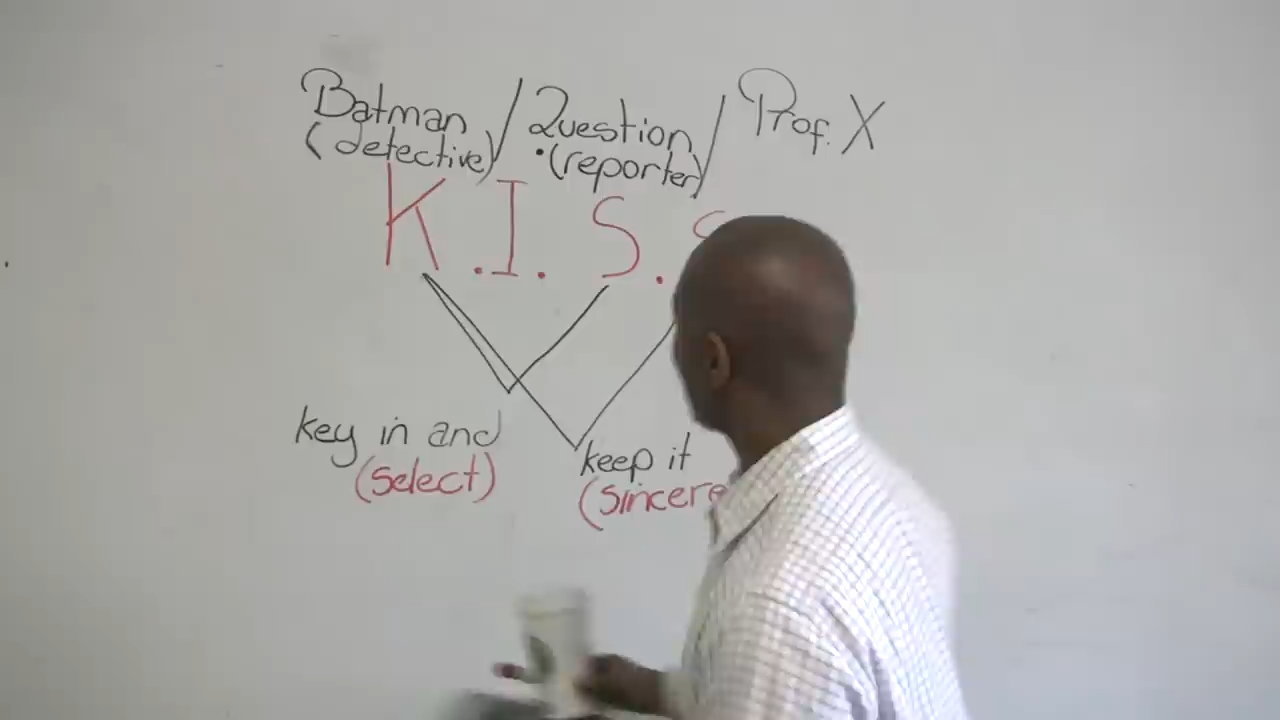 Batman / Question / Prof. X
(detective) (reporter)
K.I.S.S
key in and
(select)
keep it
(sincere